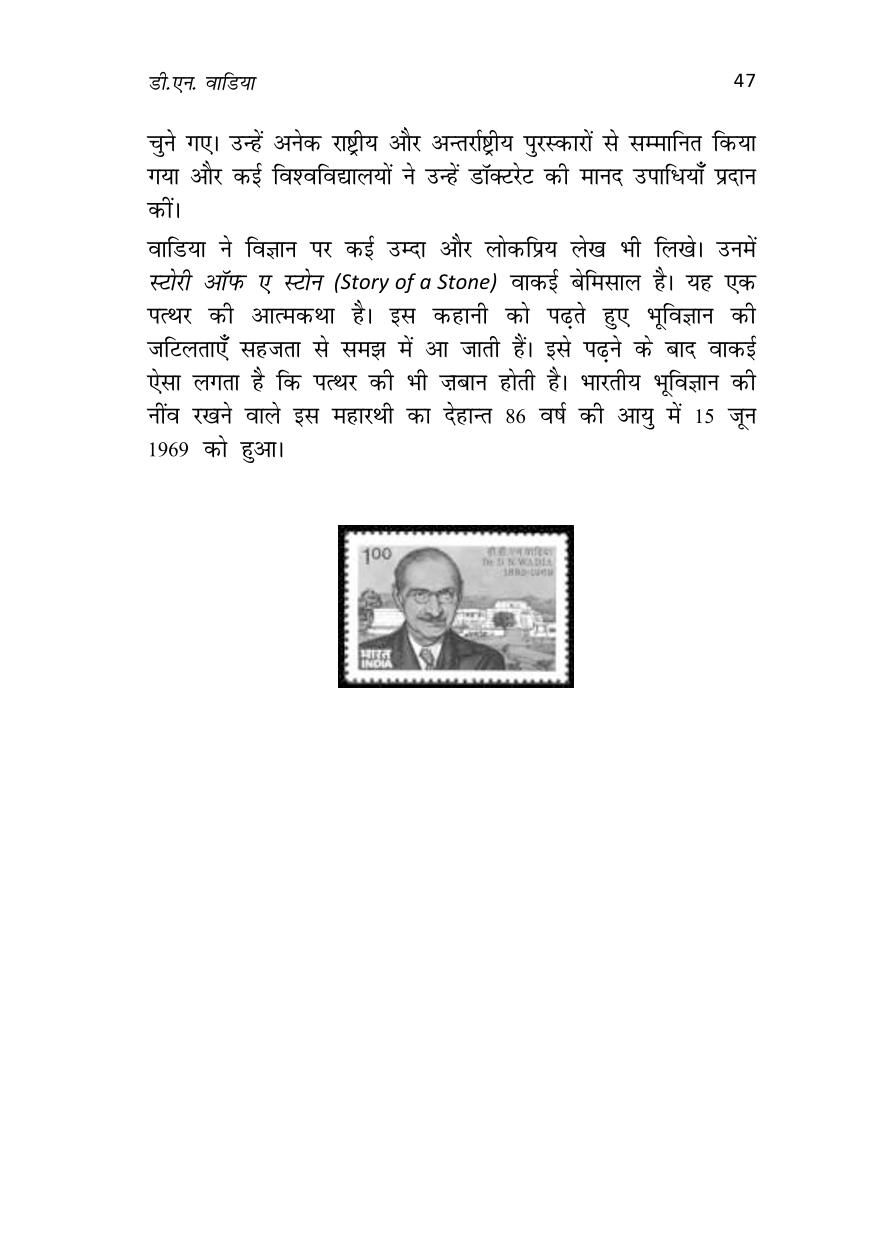 डी.एन. वाडिया 47
चुने गए। उन्हें अनेक राष्ट्रीय और अन्तर्राष्ट्रीय पुरस्कारों से सम्मानित किया
गया और कई विश्वविद्यालयों ने उन्हें डॉक्टरेट की मानद उपाधियाँ प्रदान
कीं।
वाडिया ने विज्ञान पर कई उम्दा और लोकप्रिय लेख भी लिखे। उनमें
स्टोरी ऑफ ए स्टोन (Story of a Stone) वाकई बेमिसाल है। यह एक
पत्थर की आत्मकथा है। इस कहानी को पढ़ते हुए भूविज्ञान की
जटिलताएँ सहजता से समझ में आ जाती हैं। इसे पढ़ने के बाद वाकई
ऐसा लगता है कि पत्थर की भी ज़बान होती है। भारतीय भूविज्ञान की
नींव रखने वाले इस महारथी का देहान्त 86 वर्ष की आयु में 15 जून
1969 को हुआ।
1.00
डी.एन वाडिया
Dr. D N WADIA
1883-1969
भारत
INDIA